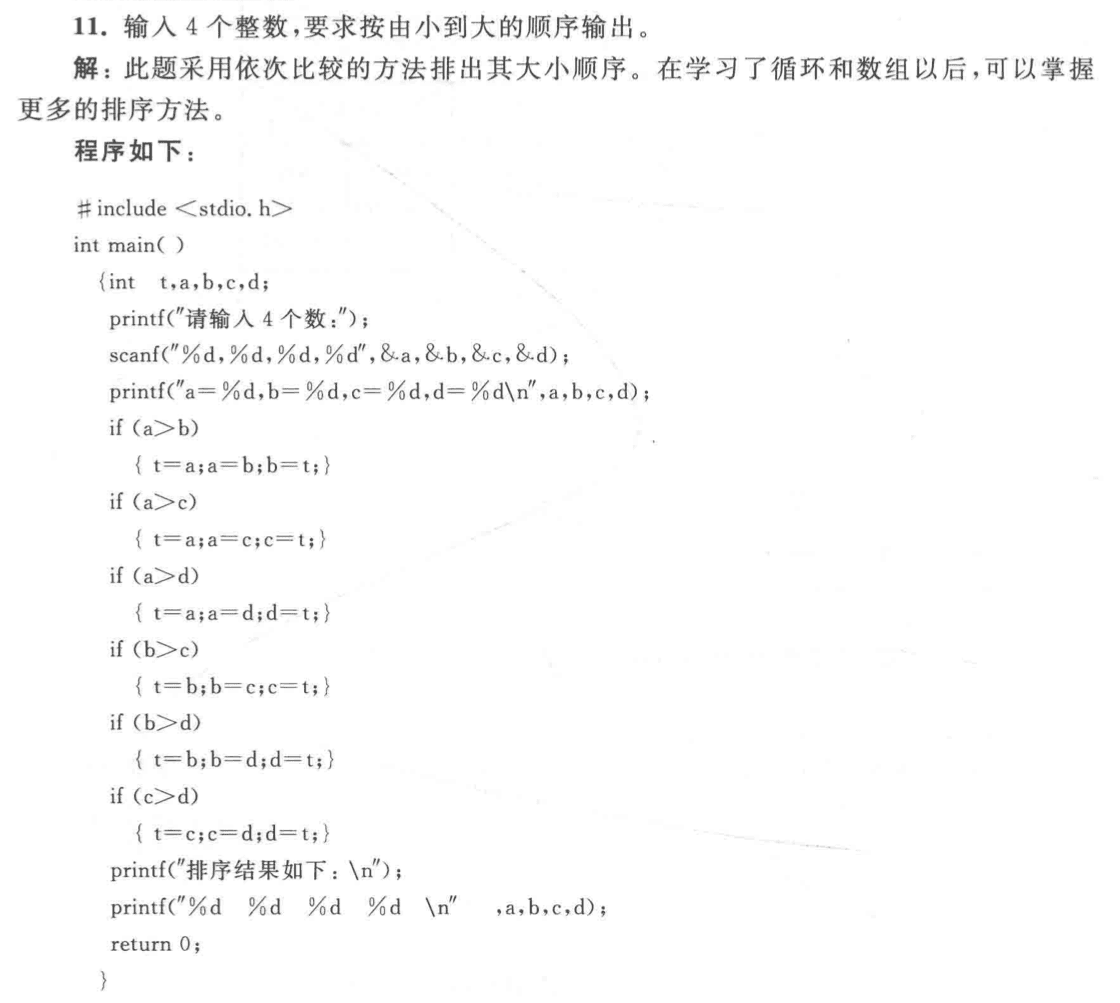 11. 输入 4 个整数,要求按由小到大的顺序输出。
解:此题采用依次比较的方法排出其大小顺序。在学习了循环和数组以后,可以掌握
更多的排序方法。
程序如下:
#include <stdio.h>
int main( )
{int t,a,b,c,d;
printf("请输入 4 个数:");
scanf("%d,%d,%d,%d",&a,&b,&c,&d);
printf("a=%d,b=%d,c=%d,d=%d\n",a,b,c,d);
if (a>b)
{ t=a;a=b;b=t;}
if (a>c)
{ t=a;a=c;c=t;}
if (a>d)
{ t=a;a=d;d=t;}
if (b>c)
{ t=b;b=c;c=t;}
if (b>d)
{ t=b;b=d;d=t;}
if (c>d)
{ t=c;c=d;d=t;}
printf("排序结果如下:\n");
printf("%d %d %d %d \n" ,a,b,c,d);
return 0;
}